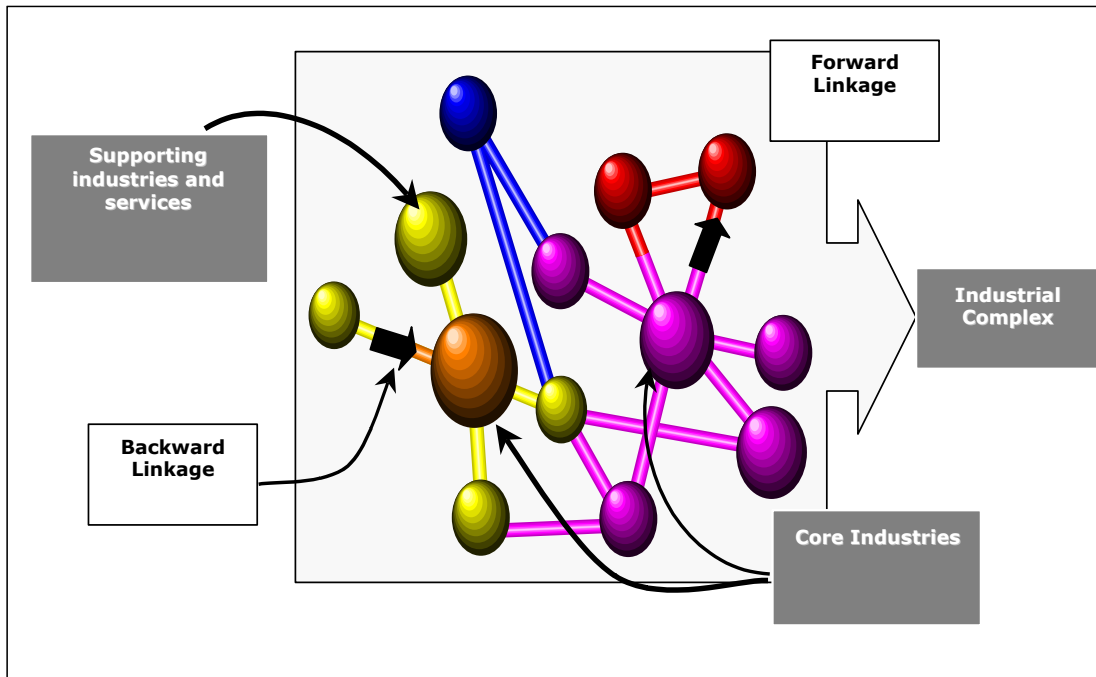 Forward
Linkage
Supporting
industries and
services
Industrial
Complex
Backward
Linkage
Core Industries